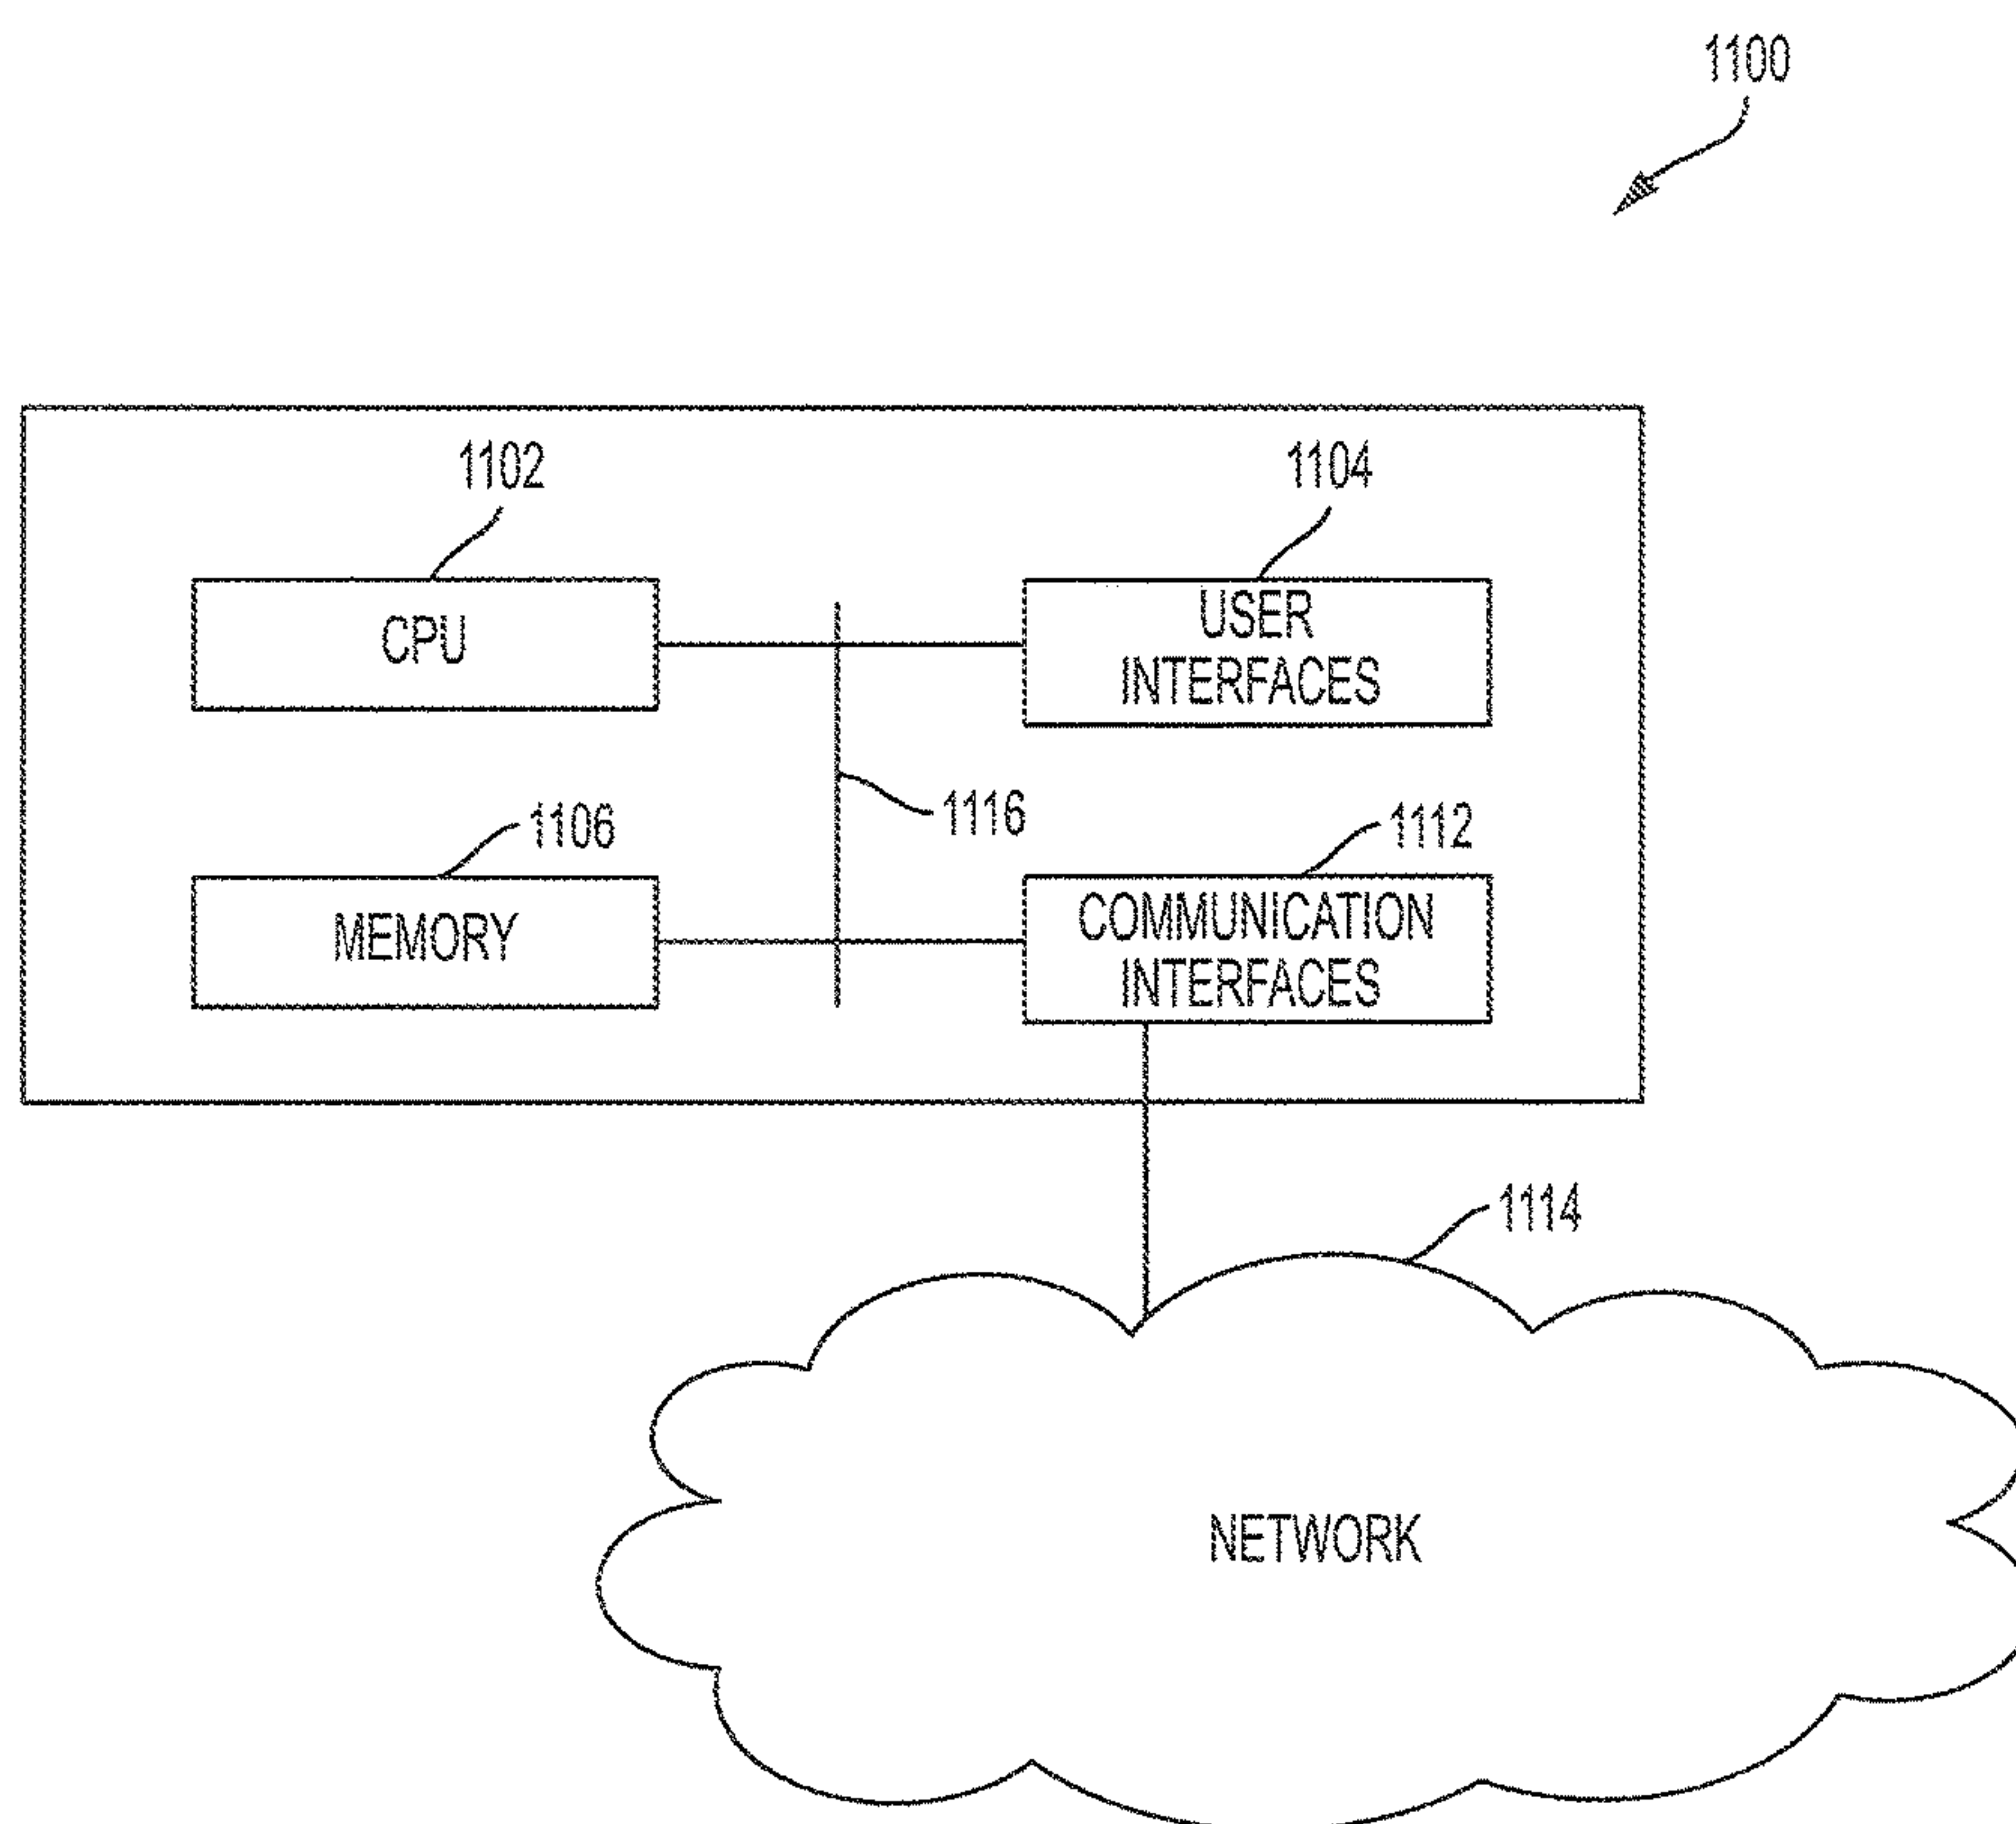 1100
1102
1104
CPU
USER
INTERFACES
1116
1106
1112
MEMORY
COMMUNICATION
INTERFACES
1114
NETWORK